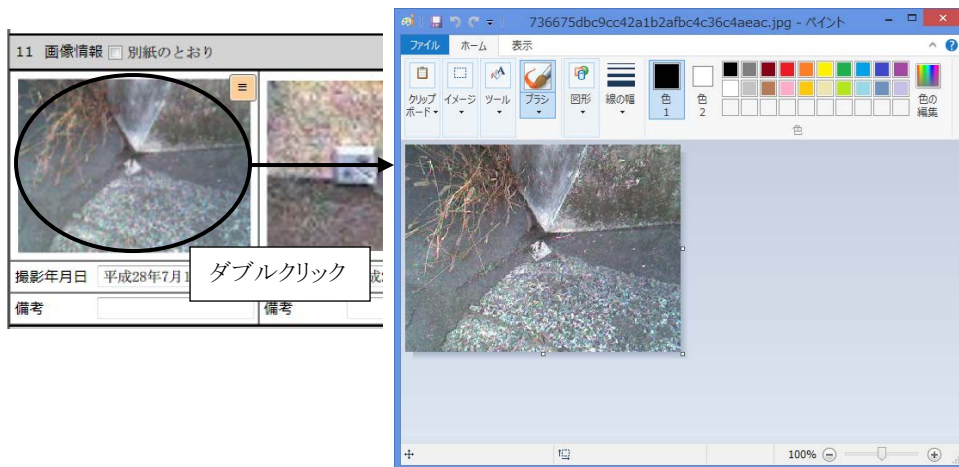 11 画像情報 別紙のとおり
撮影年月日 平成28年7月1
備考
備考
ダブルクリック
736675dbc9cc42a1b2afbc4c36c4aeac.jpg - ペイント
ファイル ホーム 表示
クリップボード イメージ ツール ブラシ 図形 線の幅 色1 色2 色の編集
色
100%